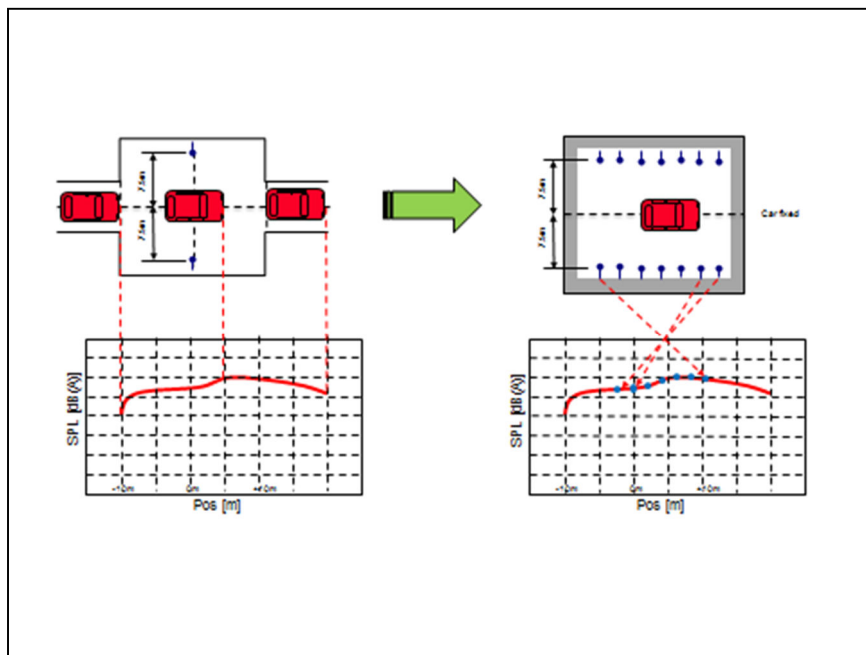 7.5m
7.5m
SPL [dB(A)]
-10m 0m +10m
Pos [m]
7.5m
7.5m
Car fixed
SPL [dB(A)]
-10m 0m +10m
Pos [m]